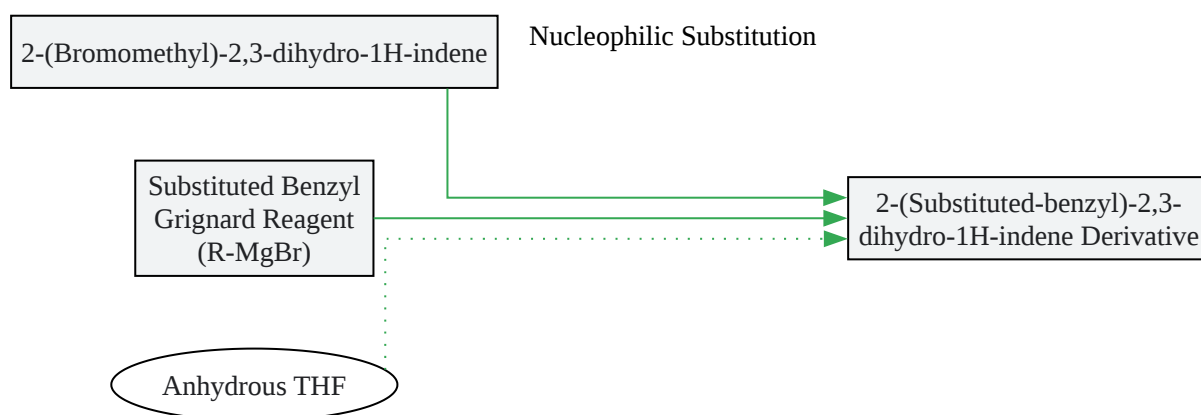 2-(Bromomethyl)-2,3-dihydro-1H-indene
Nucleophilic Substitution
Substituted Benzyl
Grignard Reagent
(R-MgBr)
2-(Substituted-benzyl)-2,3-
dihydro-1H-indene Derivative
Anhydrous THF